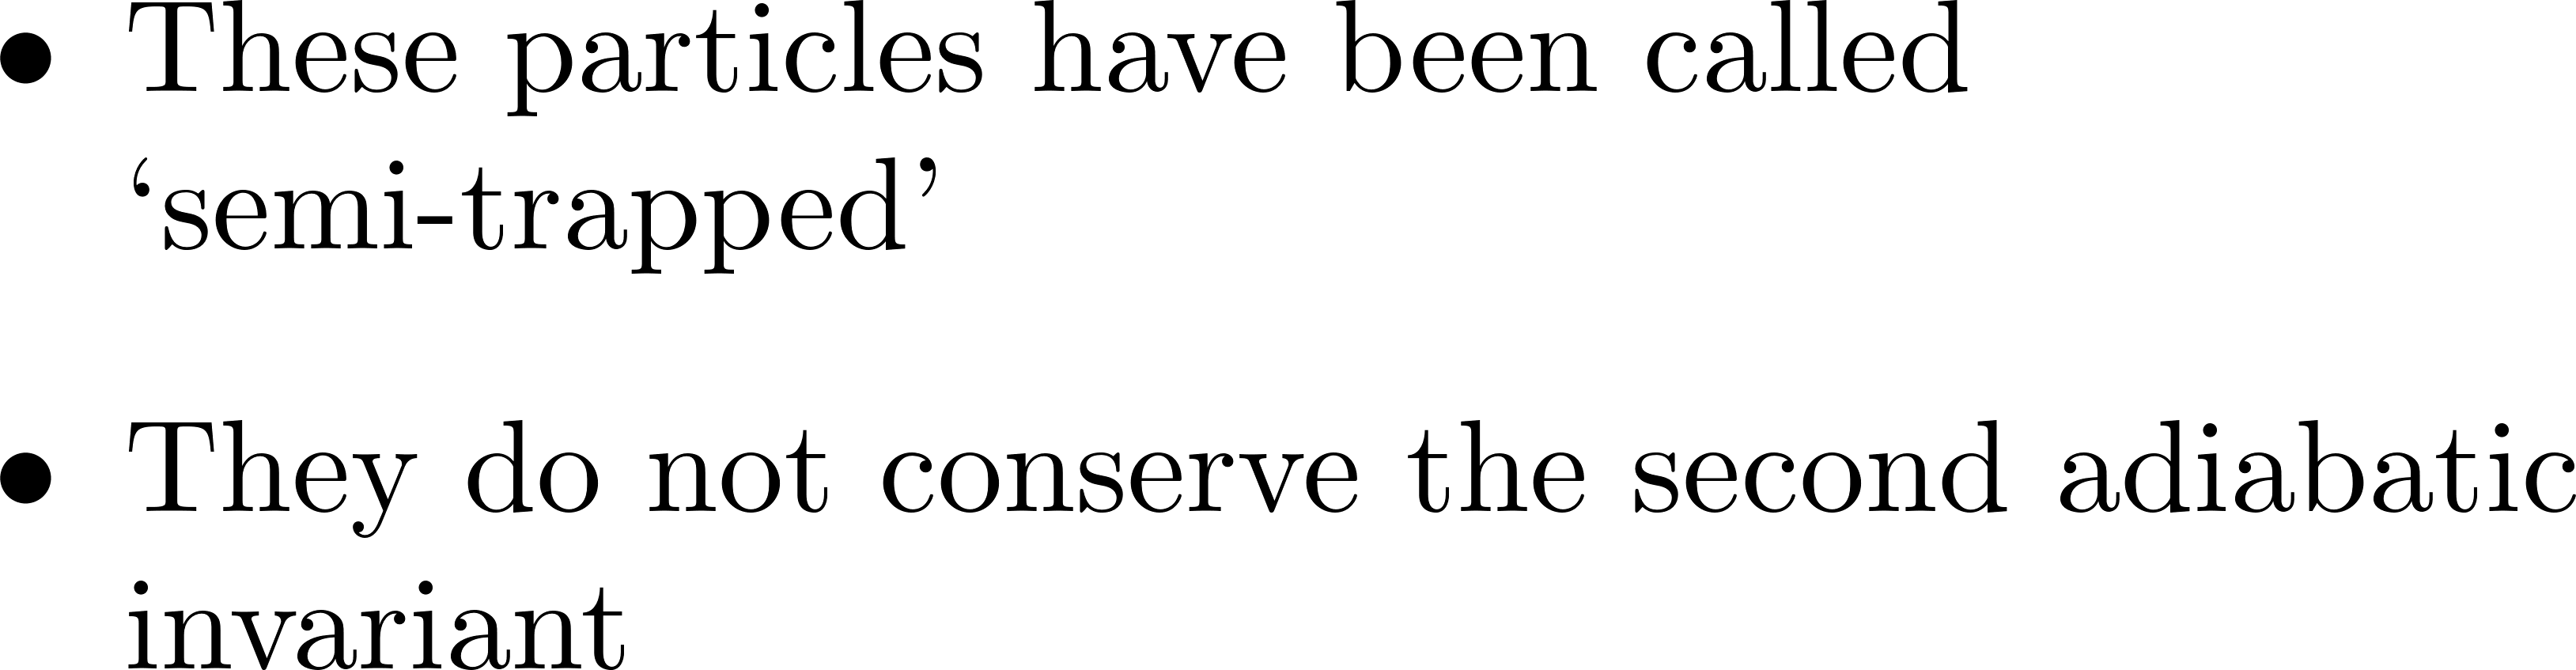 • These particles have been called
‘semi-trapped’
• They do not conserve the second adiabatic
invariant